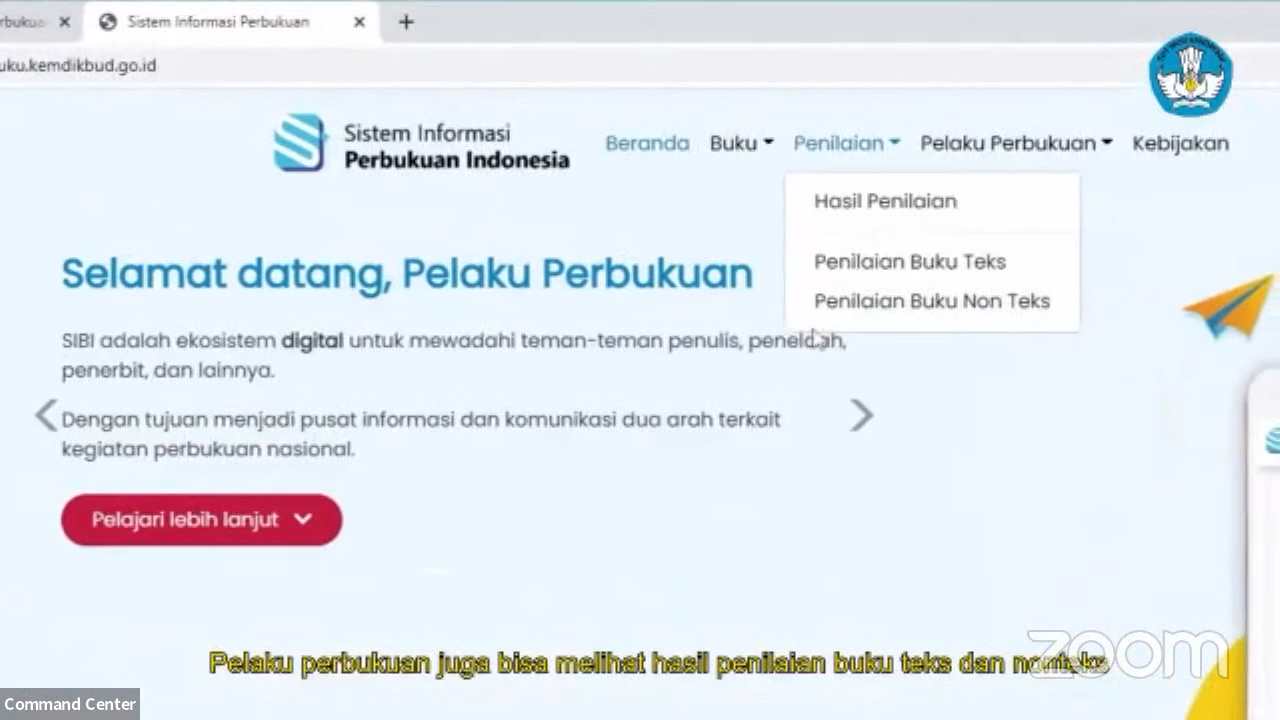 rbukua
Sistem Informasi Perbukuan
uku.kemdikbud.go.id
Sistem Informasi
Perbukuan Indonesia
Beranda Buku Penilaian Pelaku Perbukuan Kebijakan
Hasil Penilaian
Penilaian Buku Teks
Penilaian Buku Non Teks
Selamat datang, Pelaku Perbukuan
SIBI adalah ekosistem digital untuk mewadahi teman-teman penulis, penelaah,
penerbit, dan lainnya.
Dengan tujuan menjadi pusat informasi dan komunikasi dua arah terkait
kegiatan perbukuan nasional.
Pelajari lebih lanjut
Pelaku perbukuan juga bisa melihat hasil penilaian buku teks dan nonteks
zoom
Command Center